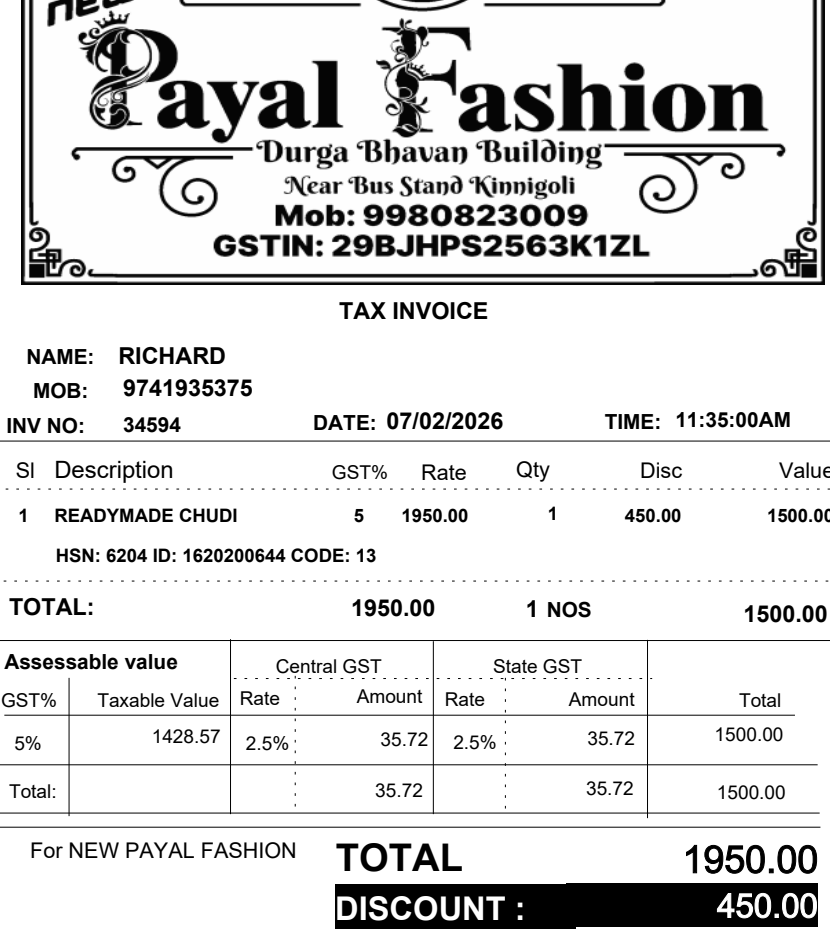 new
Payal Fashion
Durga Bhavan Building
Near Bus Stand Kinnigoli
Mob: 9980823009
GSTIN: 29BJHPS2563K1ZL
TAX INVOICE
NAME: RICHARD
MOB: 9741935375
INV NO: 34594 DATE: 07/02/2026 TIME: 11:35:00AM
Sl Description GST% Rate Qty Disc Value
1 READYMADE CHUDI 5 1950.00 1 450.00 1500.00
HSN: 6204 ID: 1620200644 CODE: 13
TOTAL: 1950.00 1 NOS 1500.00
Assessable value Central GST State GST
GST% Taxable Value Rate Amount Rate Amount Total
5% 1428.57 2.5% 35.72 2.5% 35.72 1500.00
Total: 35.72 35.72 1500.00
For NEW PAYAL FASHION TOTAL 1950.00
DISCOUNT : 450.00